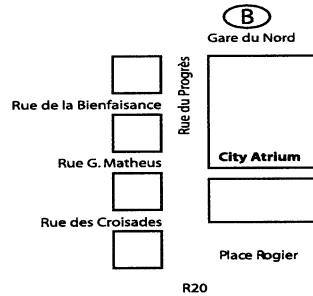 B
Gare du Nord
Rue du Progrès
Rue de la Bienfaisance
Rue G. Matheus
City Atrium
Rue des Croisades
Place Rogier
R20